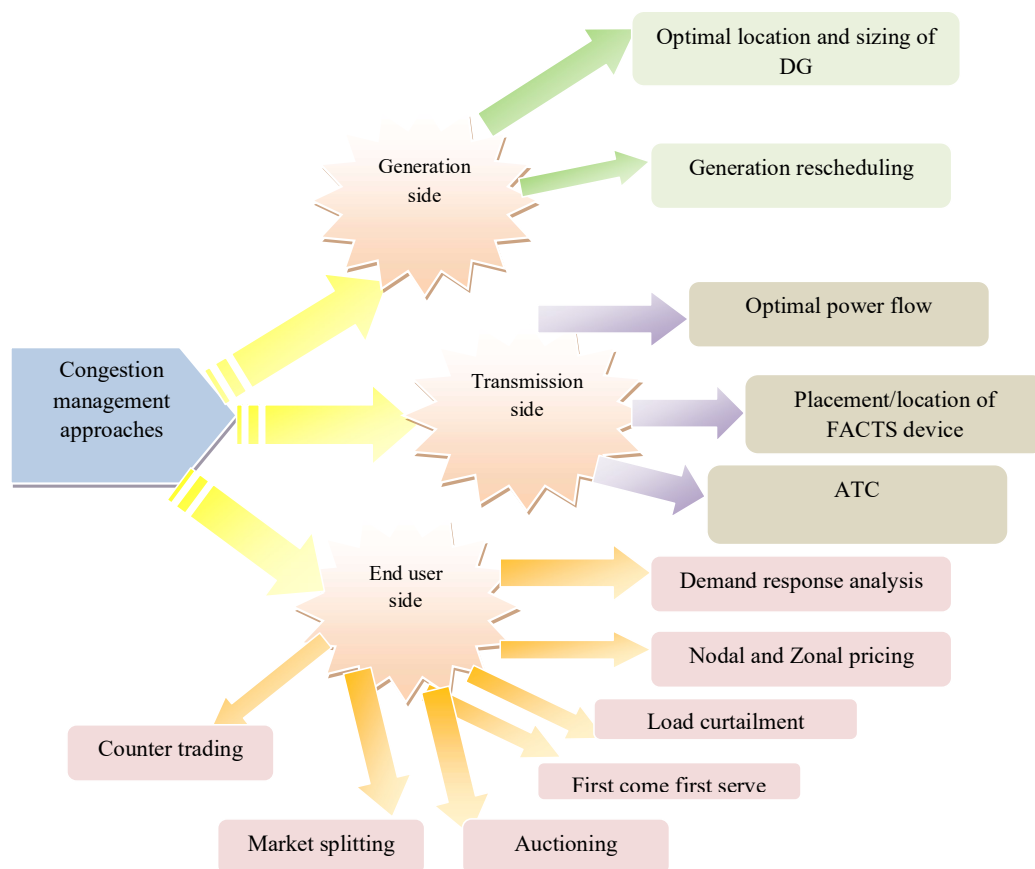 Optimal location and sizing of
DG
Generation
side
Generation rescheduling
Optimal power flow
Congestion
management
approaches
Transmission
side
Placement/location of
FACTS device
ATC
End user
side
Demand response analysis
Nodal and Zonal pricing
Load curtailment
Counter trading
First come first serve
Market splitting
Auctioning